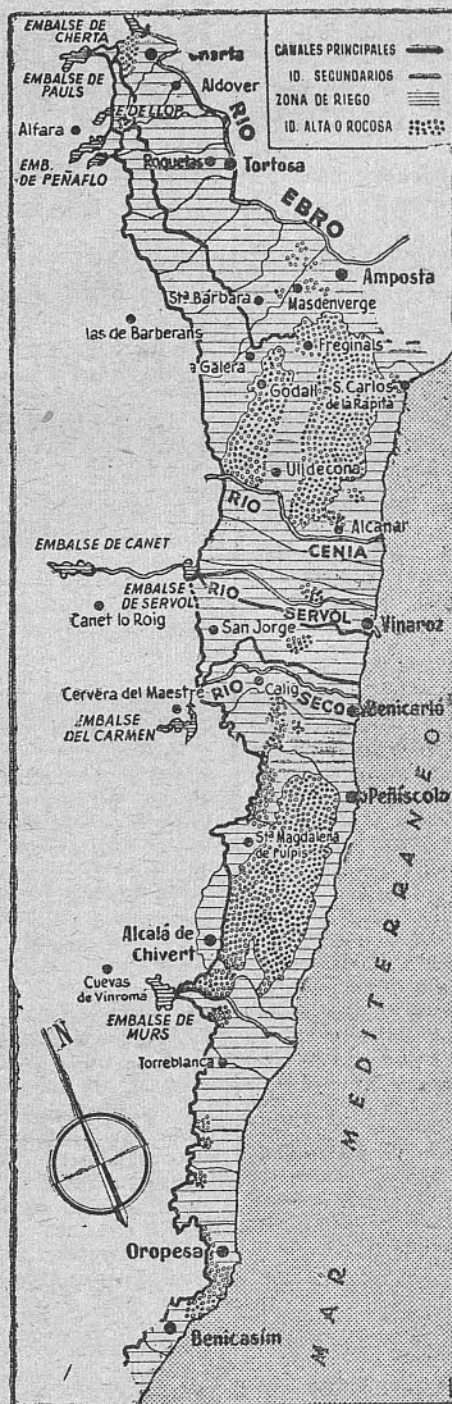 EMBALSE DE
CHERTA
CANALES PRINCIPALES
ID. SECUNDARIOS
ZONA DE RIEGO
ID. ALTA O ROCOSA
EMBALSE DE
PAULS
Aldover
RIO
Alfara
EMB.
DE PEÑAFLO
Roquetas
Tortosa
EBRO
Amposta
Sta Bárbara
Masdenverge
las de Barberans
Freginals
Galera
Godall
S. Carlos
de la Rápita
Ulldecona
RIO
Alcanar
CENIA
EMBALSE DE CANET
EMBALSE
DE SERVOL
RIO
SERVOL
Canet lo Roig
San Jorge
Vinaroz
Cervera del Maestre
RIO
Calig
SECO
Benicarló
EMBALSE
DEL CARMEN
Peñíscola
Sta Magdalena
de Pulpis
Alcalá de
Chivert
Cuevas
de Vinromá
EMBALSE DE
MURS
Torreblanca
N
Oropesa
Benicasim
MAR MEDITERRANEO